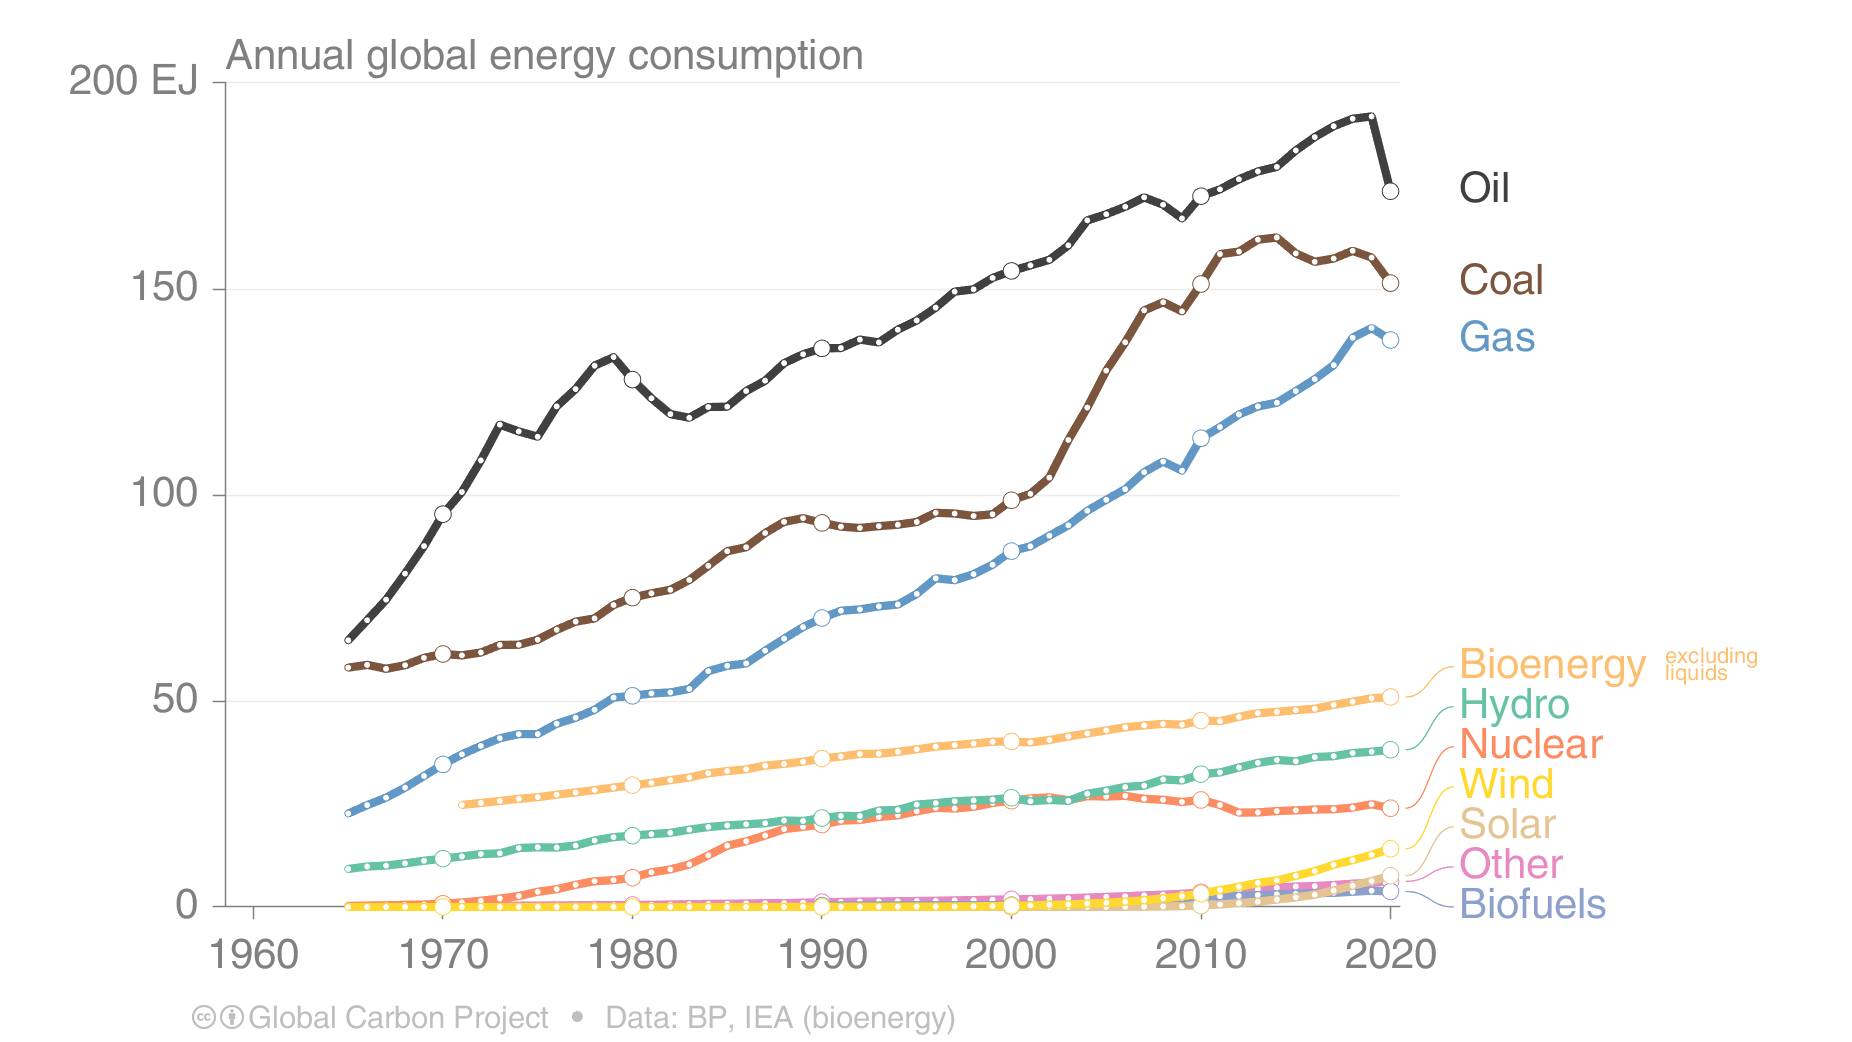 Annual global energy consumption
200 EJ
150
100
50
0
1960 1970 1980 1990 2000 2010 2020
Oil
Coal
Gas
Bioenergy excluding liquids
Hydro
Nuclear
Wind
Solar
Other
Biofuels
cc Global Carbon Project • Data: BP, IEA (bioenergy)